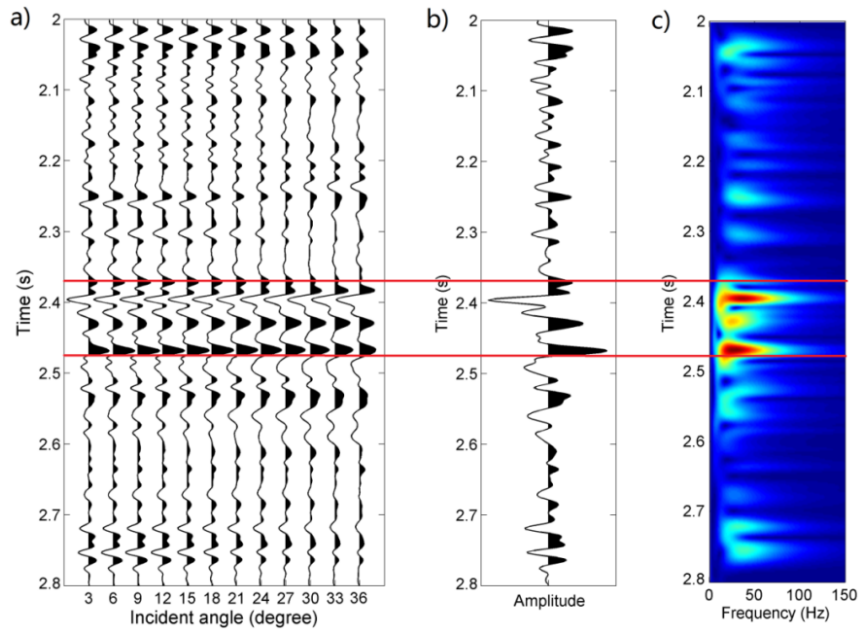 a)
b)
c)
Time (s)
2
2.1
2.2
2.3
2.4
2.5
2.6
2.7
2.8
3 6 9 12 15 18 21 24 27 30 33 36
Incident angle (degree)
Time (s)
2
2.1
2.2
2.3
2.4
2.5
2.6
2.7
2.8
Amplitude
Time (s)
2
2.1
2.2
2.3
2.4
2.5
2.6
2.7
2.8
0 50 100 150
Frequency (Hz)